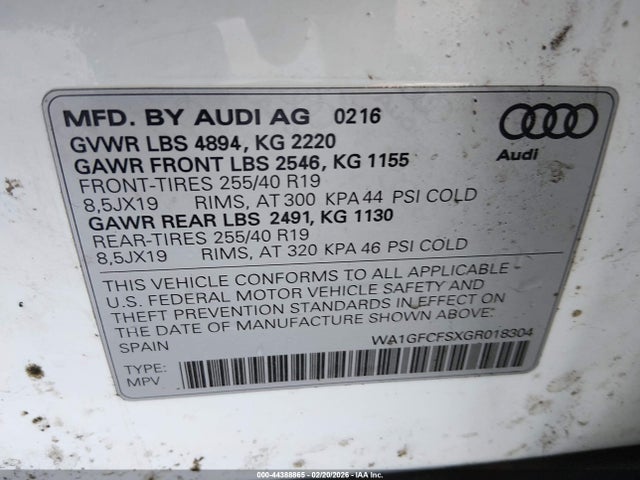 MFD. BY AUDI AG 0216
GVWR LBS 4894, KG 2220
GAWR FRONT LBS 2546, KG 1155
FRONT-TIRES 255/40 R19
8,5JX19 RIMS, AT 300 KPA 44 PSI COLD
GAWR REAR LBS 2491, KG 1130
REAR-TIRES 255/40 R19
8,5JX19 RIMS, AT 320 KPA 46 PSI COLD
Audi
THIS VEHICLE CONFORMS TO ALL APPLICABLE
U.S. FEDERAL MOTOR VEHICLE SAFETY AND
THEFT PREVENTION STANDARDS IN EFFECT ON
THE DATE OF MANUFACTURE SHOWN ABOVE.
SPAIN WA1GFCFSXGR018304
TYPE:
MPV
000-44388865 - 02/20/2026 - IAAI.COM